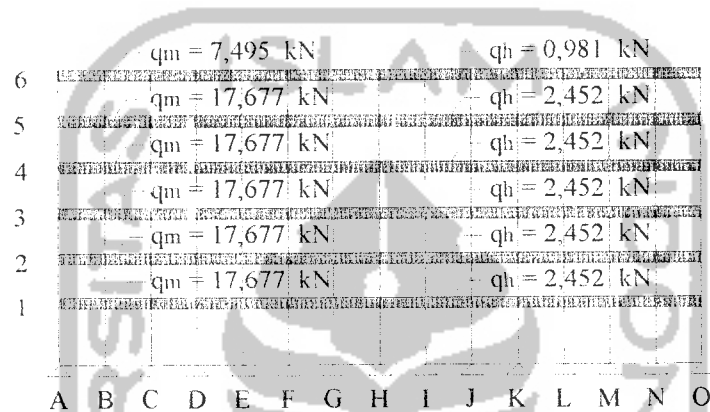 qm = 7,495 kN qh = 0,981 kN
6
qm = 17,677 kN qh = 2,452 kN
5
qm = 17,677 kN qh = 2,452 kN
4
qm = 17,677 kN qh = 2,452 kN
3
qm = 17,677 kN qh = 2,452 kN
2
qm = 17,677 kN qh = 2,452 kN
1
A B C D E F G H I J K L M N O